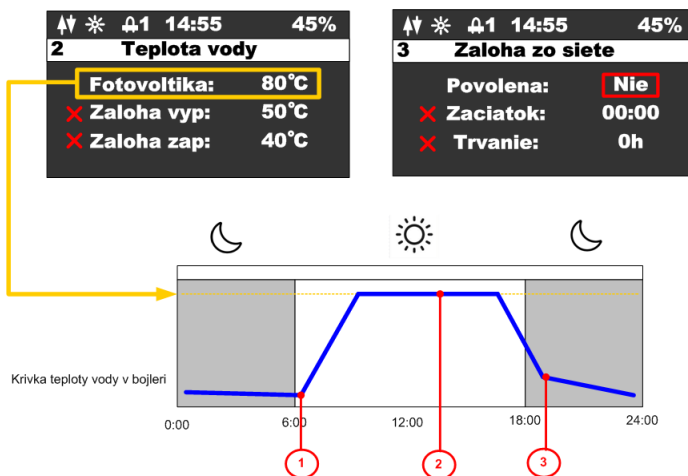 1 14:55 45%
2 Teplota vody
Fotovoltika: 80°C
Zaloha vyp: 50°C
Zaloha zap: 40°C
1 14:55 45%
3 Zaloha zo siete
Povolena: Nie
Zaciatok: 00:00
Trvanie: 0h
Krivka teploty vody v bojleri
0:00 6:00 12:00 18:00 24:00
1 2 3